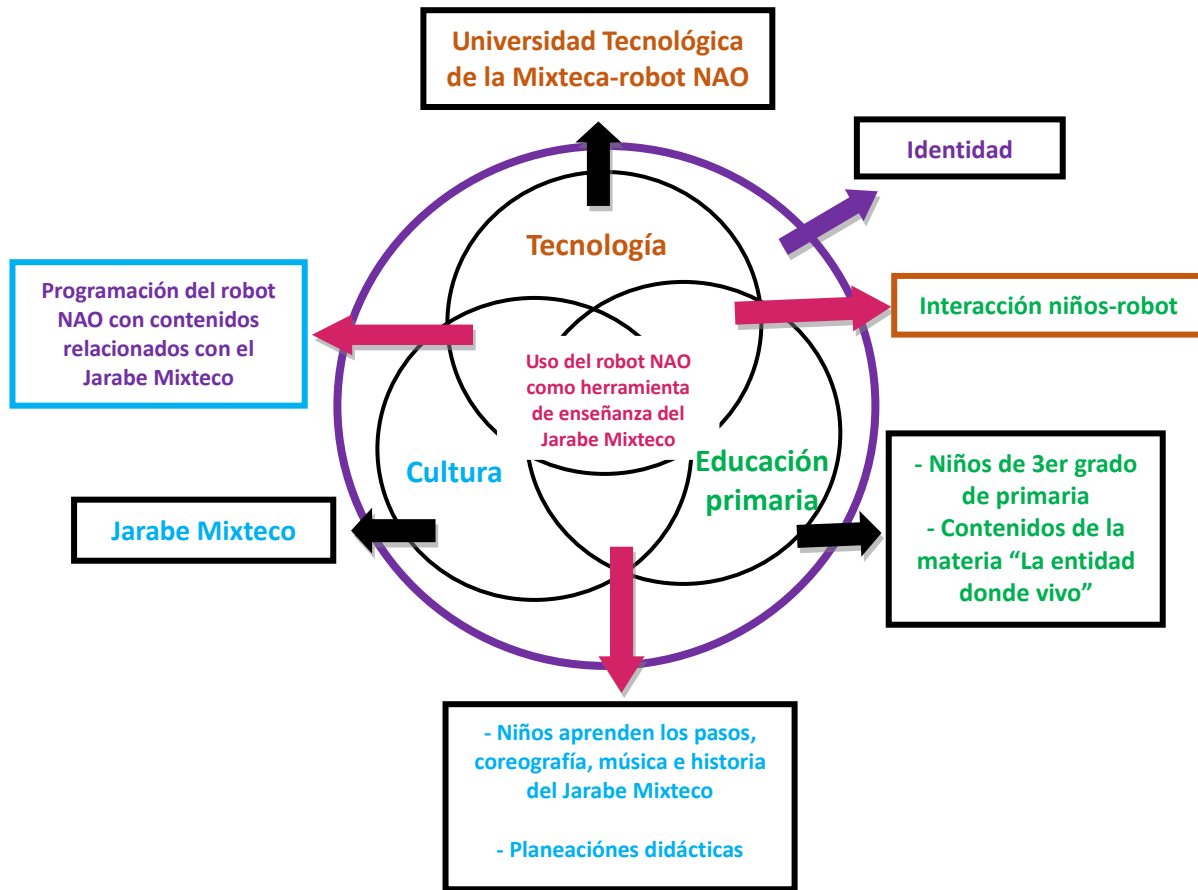 Universidad Tecnológica
de la Mixteca-robot NAO
Identidad
Tecnología
Programación del robot
NAO con contenidos
relacionados con el
Jarabe Mixteco
Interacción niños-robot
Uso del robot NAO
como herramienta
de enseñanza del
Jarabe Mixteco
Cultura
Educación
primaria
- Niños de 3er grado
de primaria
- Contenidos de la
materia “La entidad
donde vivo”
Jarabe Mixteco
- Niños aprenden los pasos,
coreografía, música e historia
del Jarabe Mixteco
- Planeaciónes didácticas